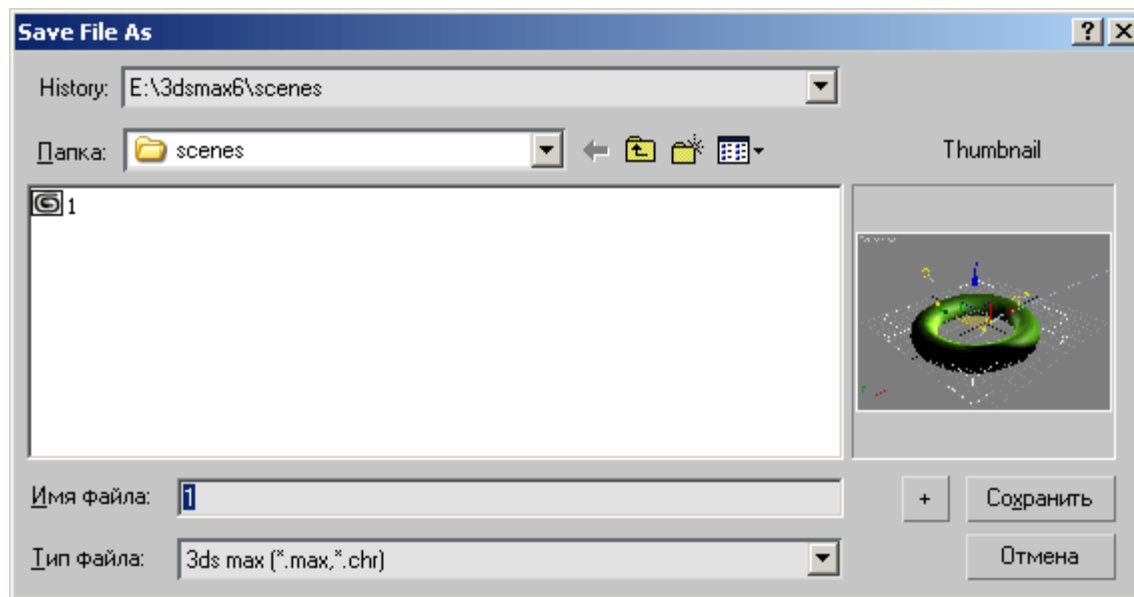 Save File As
History: E:\3dsmax6\scenes
Папка: scenes
Thumbnail
1
Имя файла: 1
+ Сохранить
Тип файла: 3ds max (*.max,*.chr)
Отмена